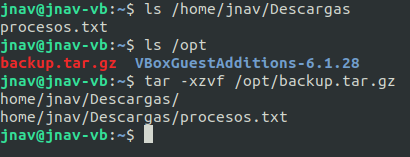 jnav@jnav-vb:~$ ls /home/jnav/Descargas
procesos.txt
jnav@jnav-vb:~$ ls /opt
backup.tar.gz  VBoxGuestAdditions-6.1.28
jnav@jnav-vb:~$ tar -xzvf /opt/backup.tar.gz
home/jnav/Descargas/
home/jnav/Descargas/procesos.txt
jnav@jnav-vb:~$